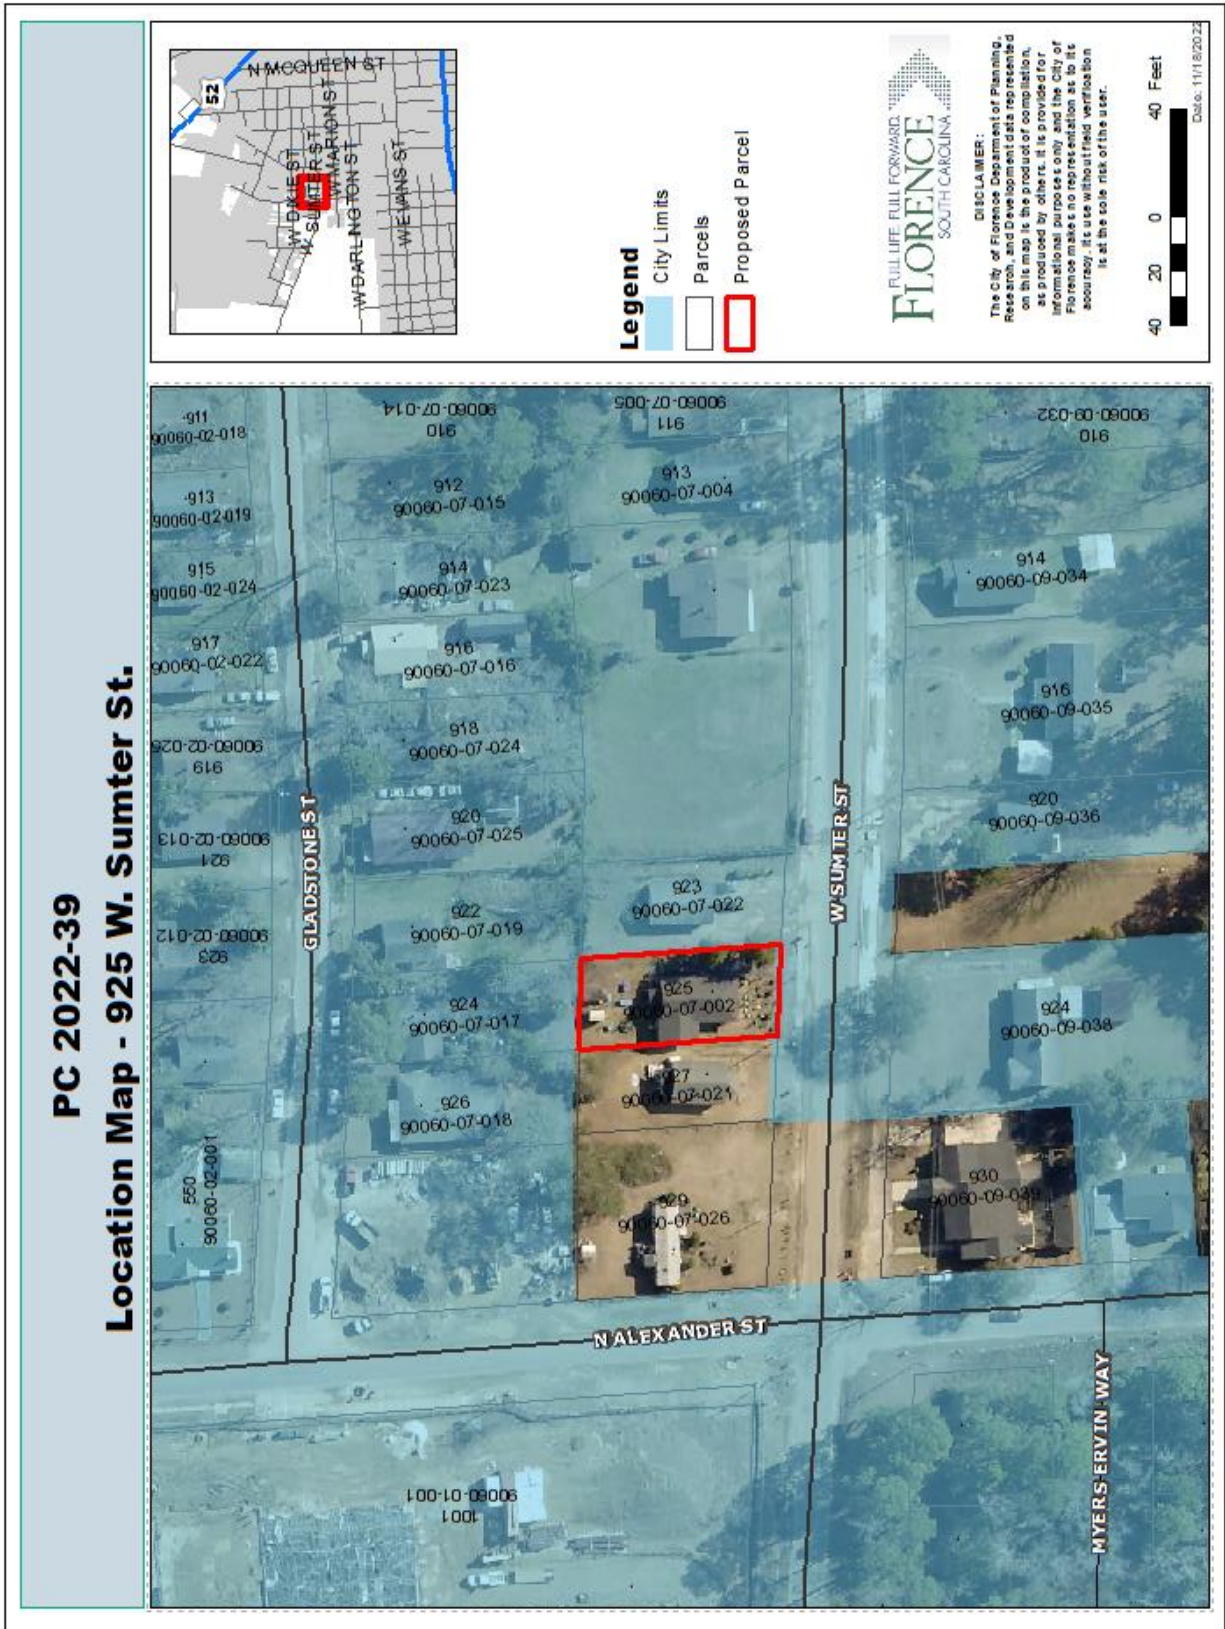 PC 2022-39
Location Map - 925 W. Sumter St.
911
90060-02-018
913
90060-02-019
915
90060-02-024
917
90060-02-022
919
90060-02-025
921
90060-02-013
923
90060-02-012
550
90060-02-001
GLADSTONE ST
910
90060-07-014
912
90060-07-015
914
90060-07-023
916
90060-07-016
918
90060-07-024
920
90060-07-025
922
90060-07-019
924
90060-07-017
926
90060-07-018
911
90060-07-005
913
90060-07-004
923
90060-07-022
925
90060-07-002
927
90060-07-021
929
90060-07-026
W SUMTER ST
910
90060-09-032
914
90060-09-034
916
90060-09-035
920
90060-09-036
924
90060-09-038
930
90060-09-039
N ALEXANDER ST
1001
90060-01-001
MYERS ERVIN WAY
52
N MCQUEEN ST
W DIXIE ST
W SUMTER ST
W MARION ST
W DARLINGTON ST
W EVANS ST
Legend
City Limits
Parcels
Proposed Parcel
FULL LIFE. FULL FORWARD.
FLORENCE
SOUTH CAROLINA
DISCLAIMER:
The City of Florence Deparment of Planning,
Research, and Development data represented
on this map is the product of compilation,
as produced by others. It is provided for
informational purposes only and the City of
Florence makes no representation as to its
accuracy. Its use without field verification
is at the sole risk of the user.
40 20 0 40 Feet
Date: 11/18/2022